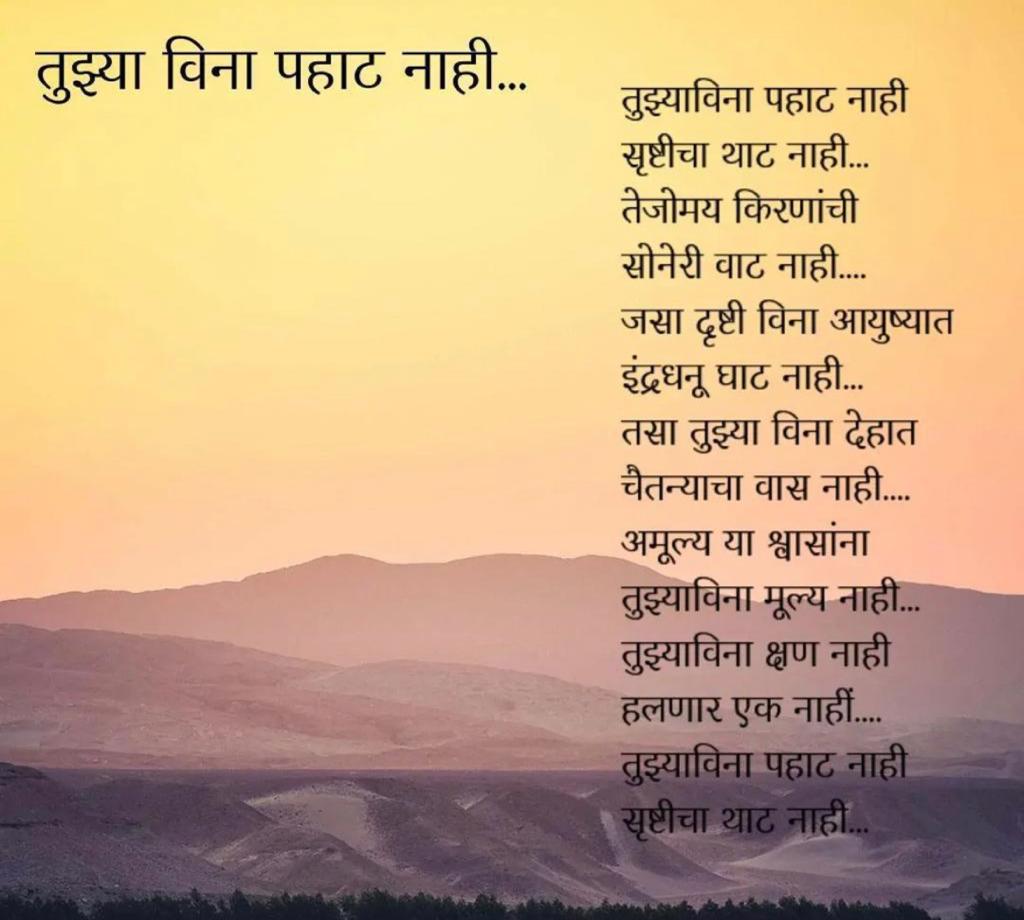 तुझ्या विना पहाट नाही...
तुझ्याविना पहाट नाही
सृष्टीचा थाट नाही...
तेजोमय किरणांची
सोनेरी वाट नाही....
जसा दृष्टी विना आयुष्यात
इंद्रधनू घाट नाही...
तसा तुझ्या विना देहात
चैतन्याचा वास नाही....
अमूल्य या श्वासांना
तुझ्याविना मूल्य नाही...
तुझ्याविना क्षण नाही
हलणार एक नाहीं....
तुझ्याविना पहाट नाही
सृष्टीचा थाट नाही...